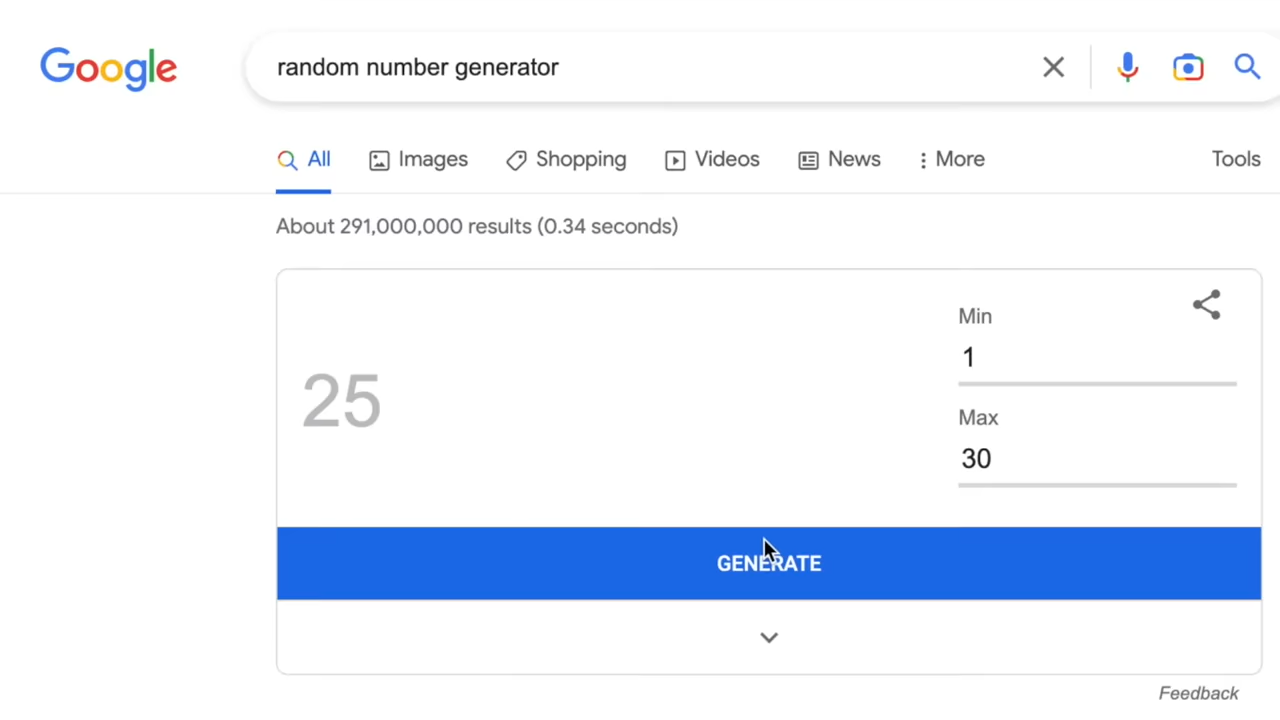 Google
random number generator
All Images Shopping Videos News More Tools
About 291,000,000 results (0.34 seconds)
Min
1
25
Max
30
GENERATE
Feedback